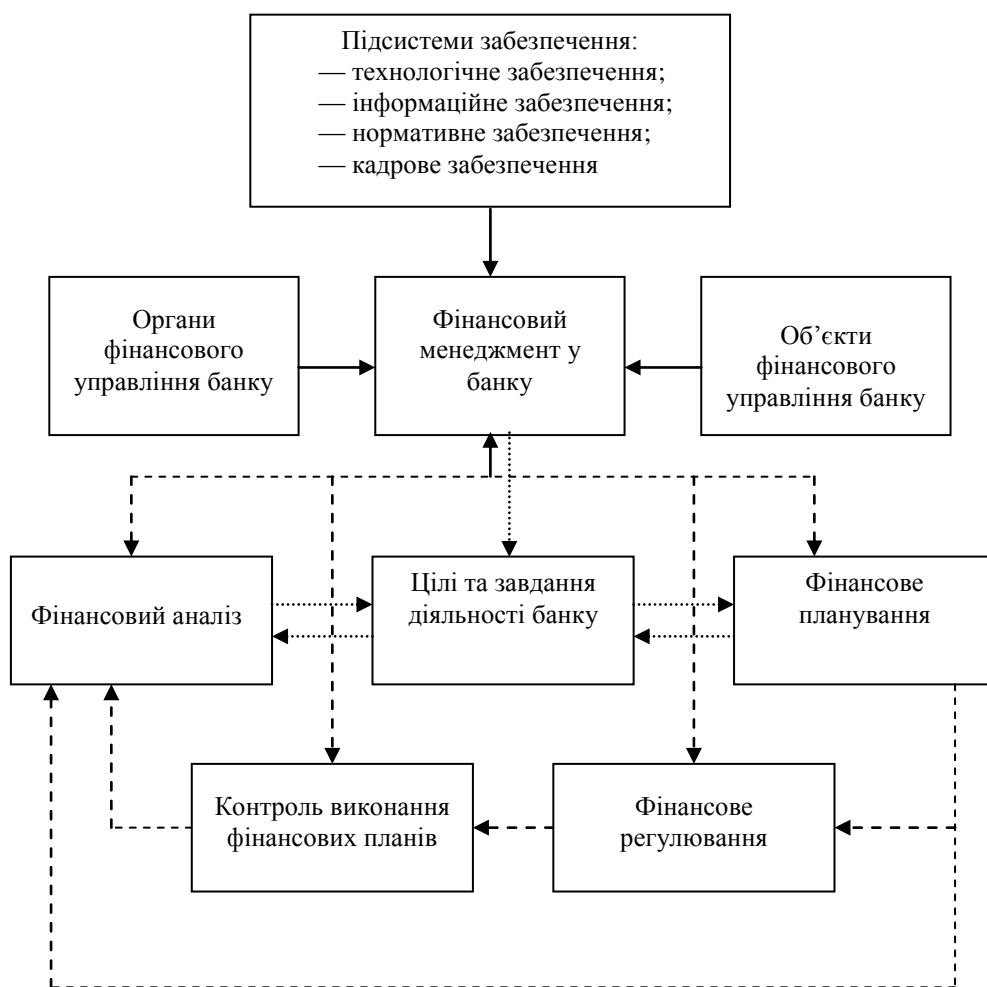 Підсистеми забезпечення:
— технологічне забезпечення;
— інформаційне забезпечення;
— нормативне забезпечення;
— кадрове забезпечення
Органи
фінансового
управління банку
Фінансовий
менеджмент у
банку
Об’єкти
фінансового
управління банку
Фінансовий аналіз
Цілі та завдання
діяльності банку
Фінансове
планування
Контроль виконання
фінансових планів
Фінансове
регулювання